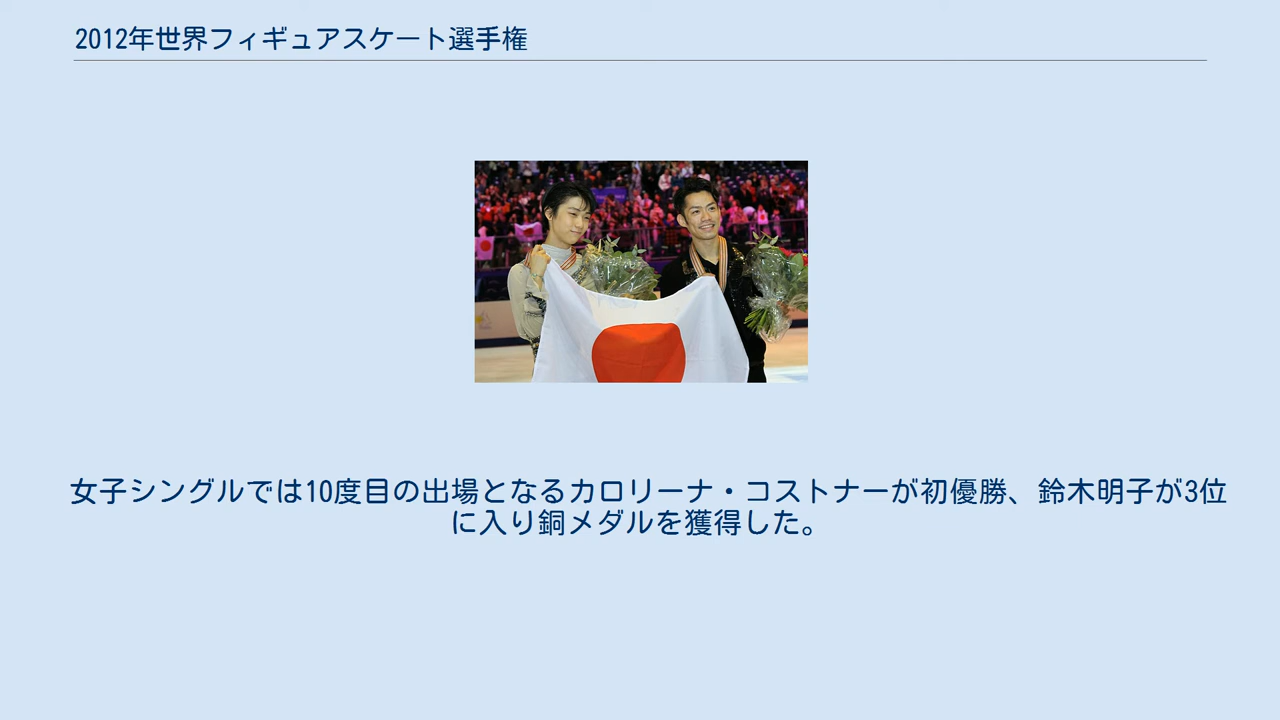 2012年世界フィギュアスケート選手権
女子シングルでは10度目の出場となるカロリーナ・コストナーが初優勝、鈴木明子が3位
に入り銅メダルを獲得した。